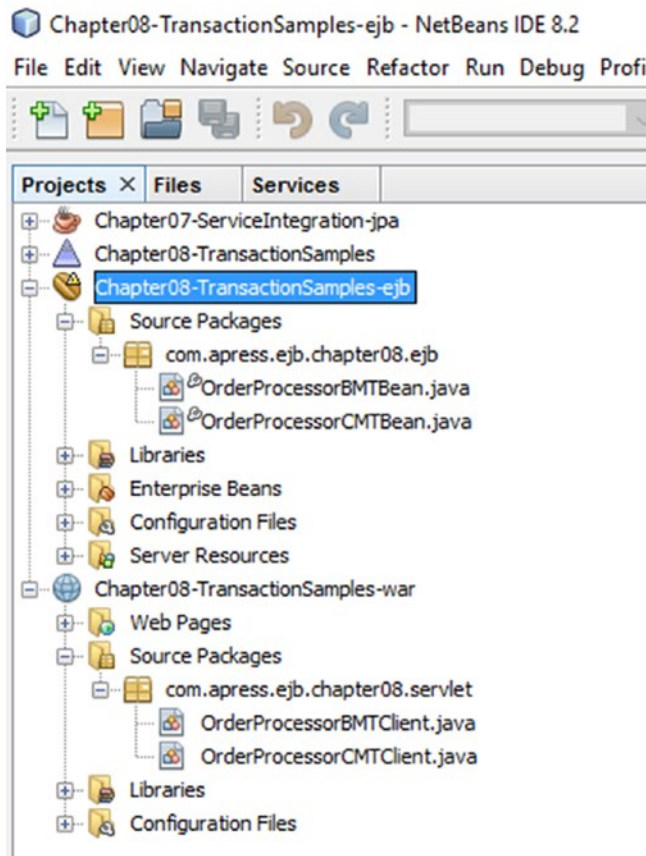 Chapter08-TransactionSamples-ejb - NetBeans IDE 8.2
File Edit View Navigate Source Refactor Run Debug Profi
Projects × Files Services
Chapter07-ServiceIntegration-jpa
Chapter08-TransactionSamples
Chapter08-TransactionSamples-ejb
Source Packages
com.apress.ejb.chapter08.ejb
OrderProcessorBMTBean.java
OrderProcessorCMTBean.java
Libraries
Enterprise Beans
Configuration Files
Server Resources
Chapter08-TransactionSamples-war
Web Pages
Source Packages
com.apress.ejb.chapter08.servlet
OrderProcessorBMTClient.java
OrderProcessorCMTClient.java
Libraries
Configuration Files